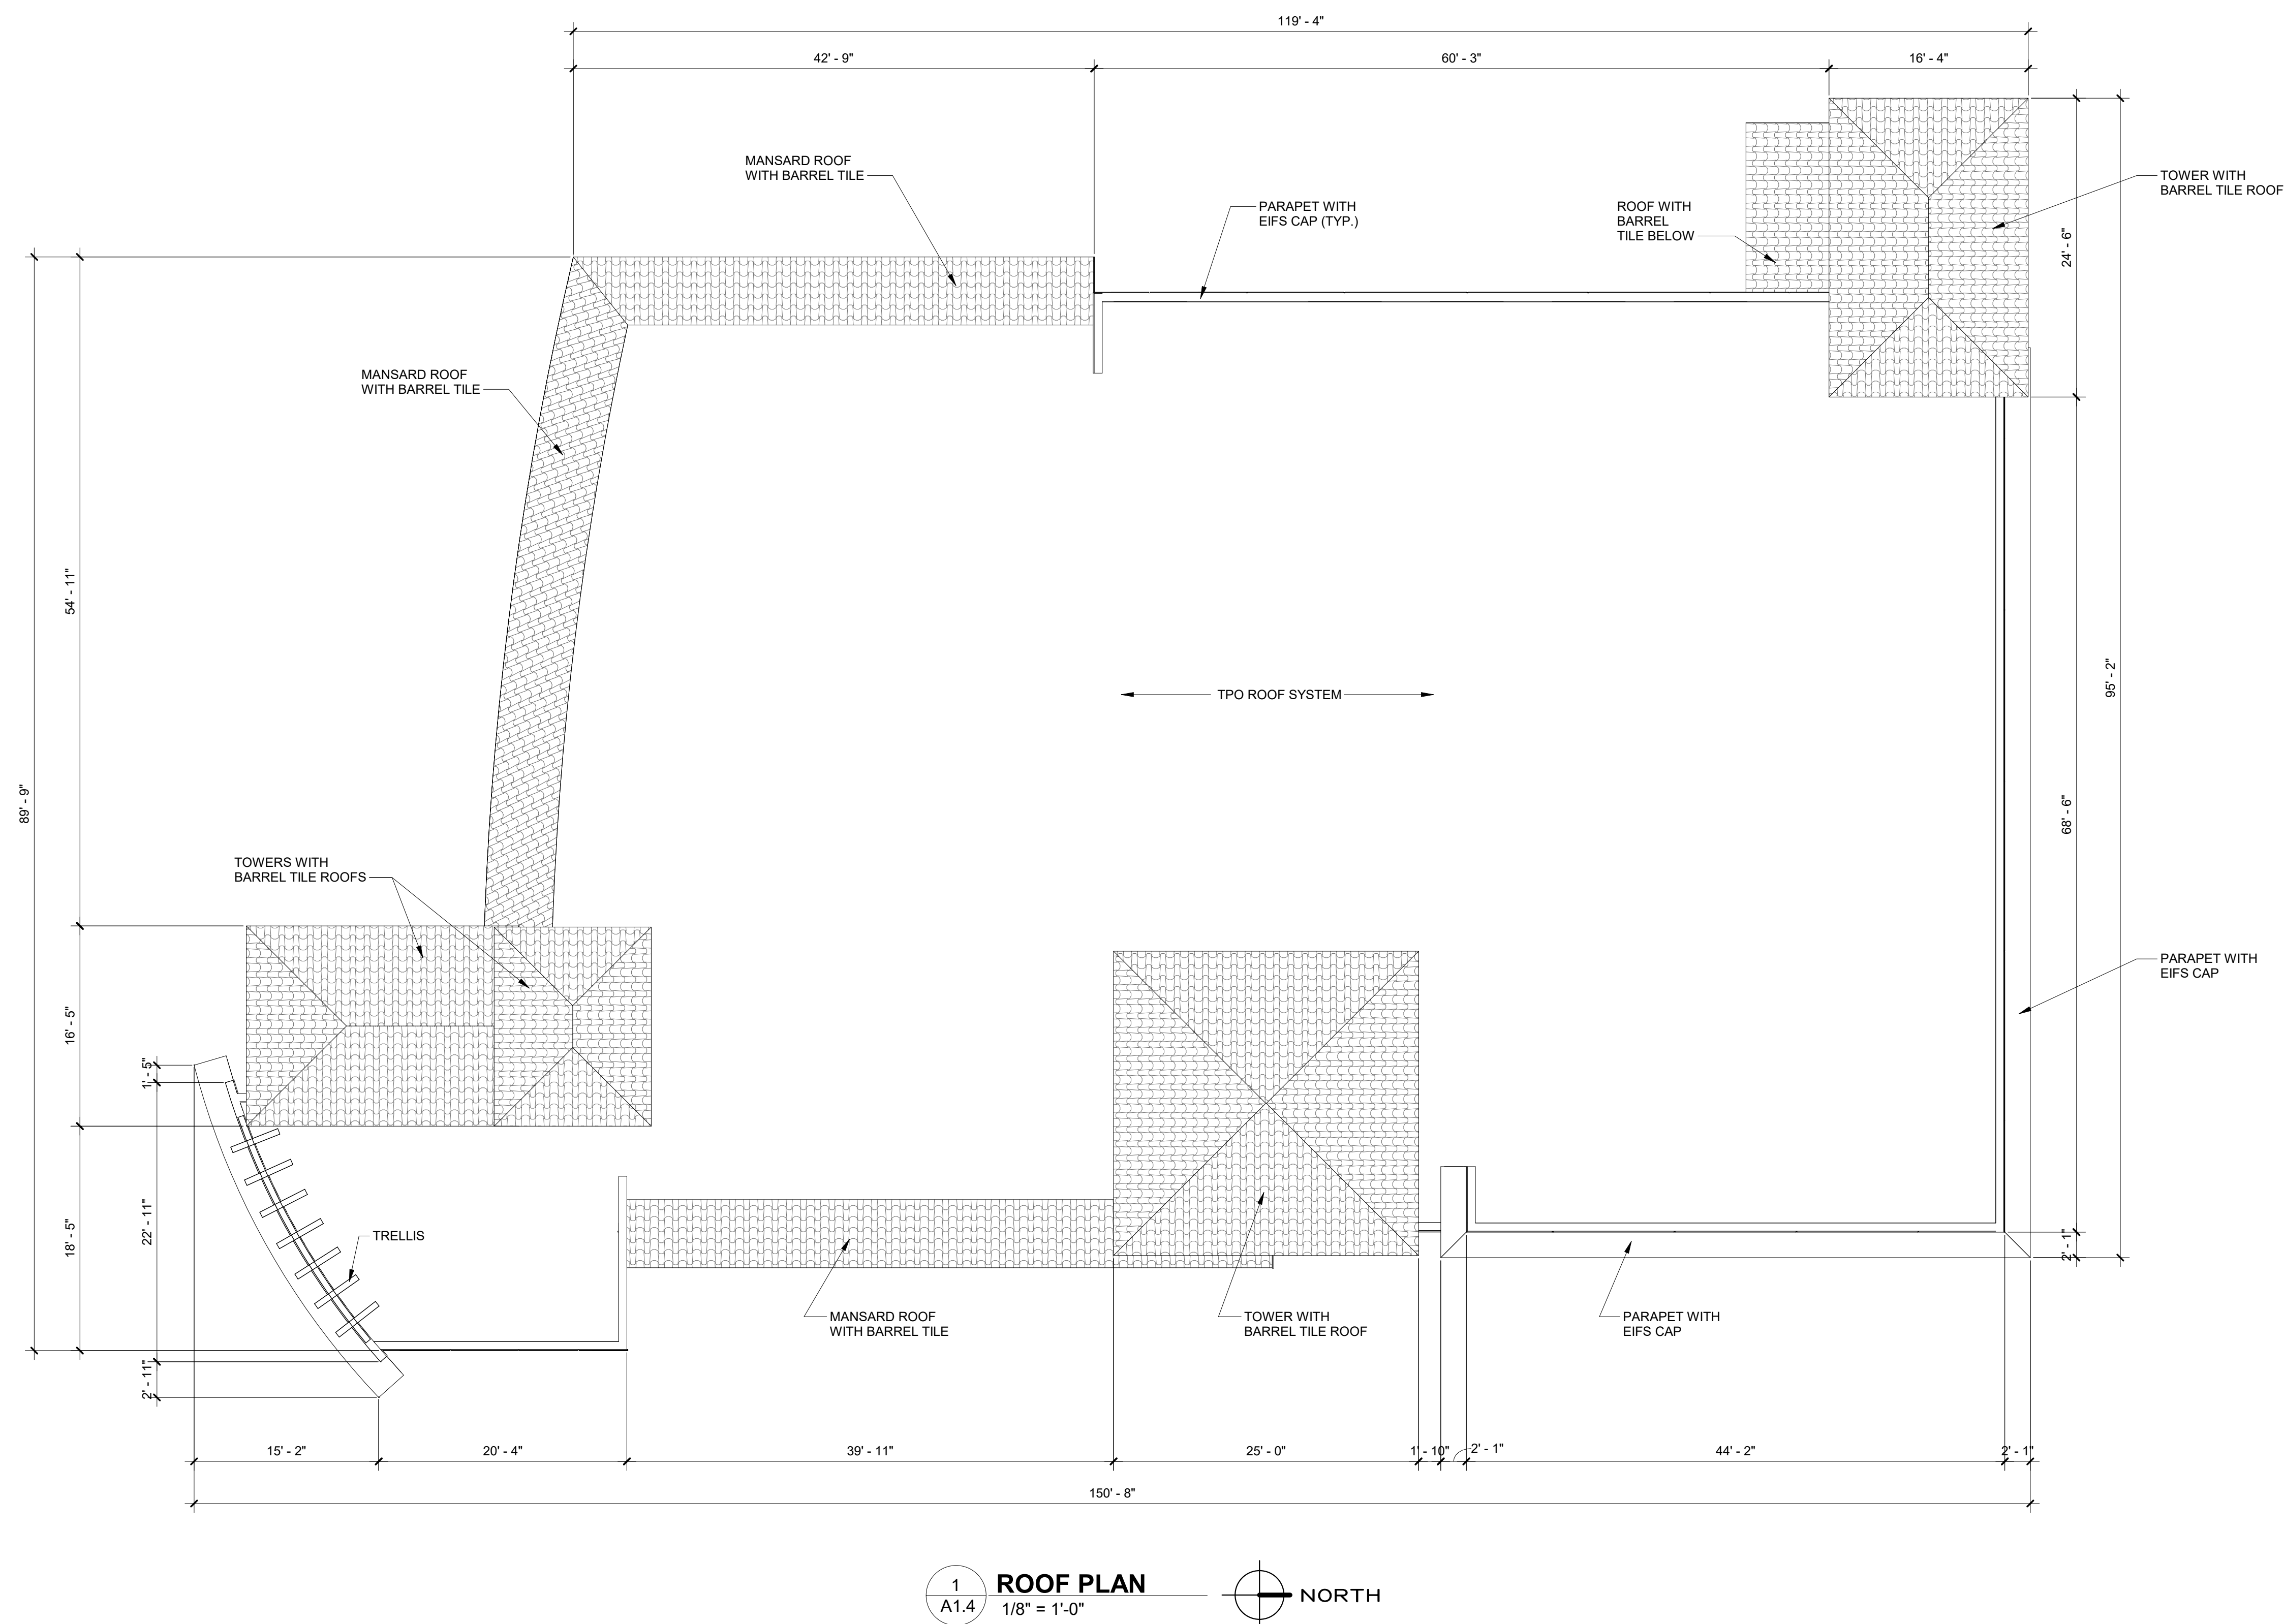 119' - 4"
42' - 9"
60' - 3"
16' - 4"
MANSARD ROOF
WITH BARREL TILE
PARAPET WITH
EIFS CAP (TYP.)
ROOF WITH
BARREL
TILE BELOW
TOWER WITH
BARREL TILE ROOF
24' - 6"
MANSARD ROOF
WITH BARREL TILE
54' - 11"
95' - 2"
TPO ROOF SYSTEM
89' - 9"
68' - 6"
TOWERS WITH
BARREL TILE ROOFS
PARAPET WITH
EIFS CAP
16' - 5"
1' - 5"
22' - 11"
18' - 5"
TRELLIS
2' - 1"
MANSARD ROOF
WITH BARREL TILE
TOWER WITH
BARREL TILE ROOF
PARAPET WITH
EIFS CAP
2' - 11"
15' - 2"
20' - 4"
39' - 11"
25' - 0"
1' - 10"
2' - 1"
44' - 2"
2' - 1"
150' - 8"
1
A1.4
ROOF PLAN
1/8" = 1'-0"
NORTH